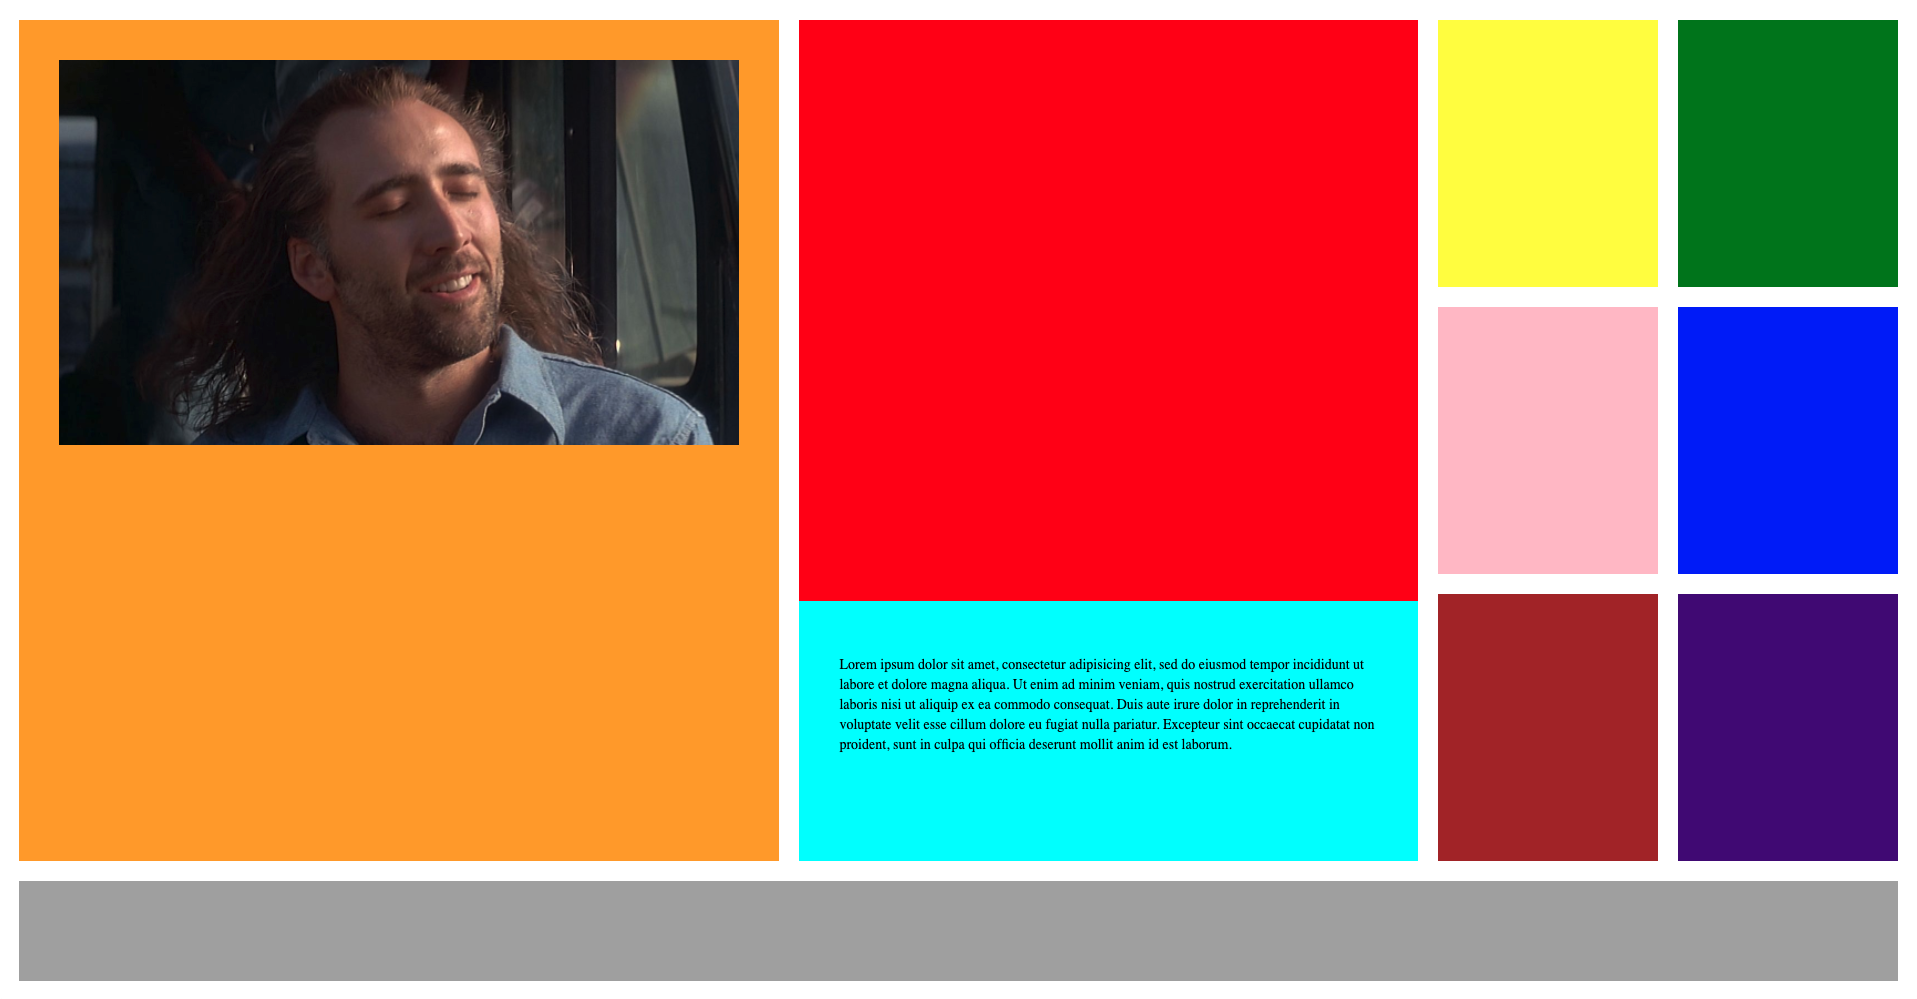 Lorem ipsum dolor sit amet, consectetur adipisicing elit, sed do eiusmod tempor incididunt ut
labore et dolore magna aliqua. Ut enim ad minim veniam, quis nostrud exercitation ullamco
laboris nisi ut aliquip ex ea commodo consequat. Duis aute irure dolor in reprehenderit in
voluptate velit esse cillum dolore eu fugiat nulla pariatur. Excepteur sint occaecat cupidatat non
proident, sunt in culpa qui officia deserunt mollit anim id est laborum.